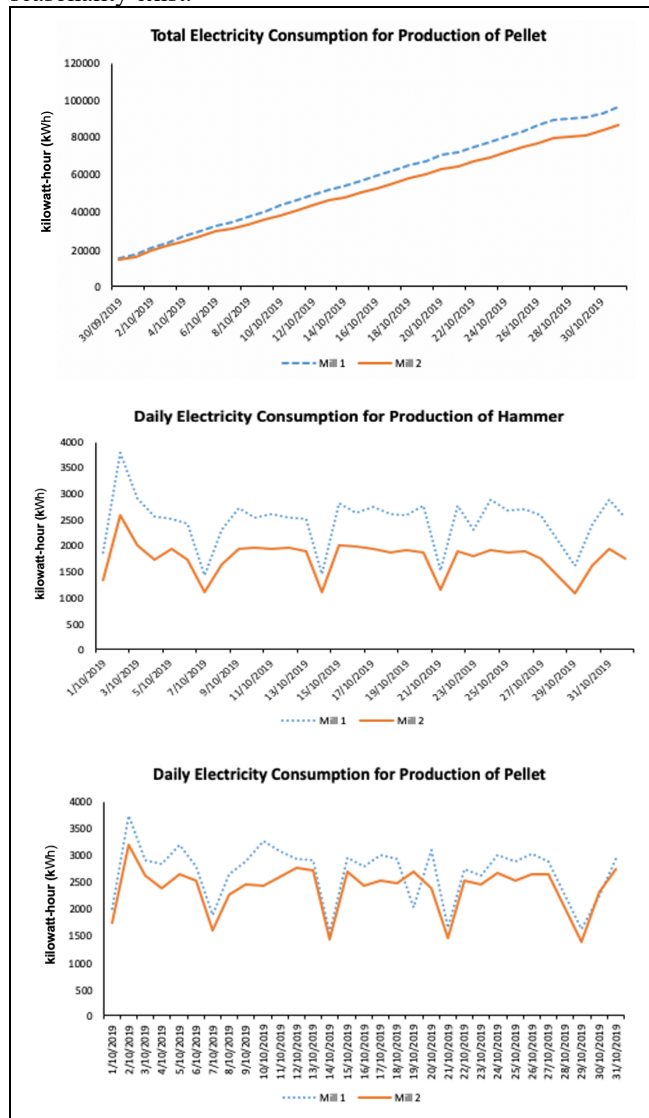 Total Electricity Consumption for Production of Pellet
kilowatt-hour (kWh)
120000
100000
80000
60000
40000
20000
0
30/09/2019 2/10/2019 4/10/2019 6/10/2019 8/10/2019 10/10/2019 12/10/2019 14/10/2019 16/10/2019 18/10/2019 20/10/2019 22/10/2019 24/10/2019 26/10/2019 28/10/2019 30/10/2019
Mill 1 Mill 2
Daily Electricity Consumption for Production of Hammer
kilowatt-hour (kWh)
4000
3500
3000
2500
2000
1500
1000
500
0
1/10/2019 3/10/2019 5/10/2019 7/10/2019 9/10/2019 11/10/2019 13/10/2019 15/10/2019 17/10/2019 19/10/2019 21/10/2019 23/10/2019 25/10/2019 27/10/2019 29/10/2019 31/10/2019
Mill 1 Mill 2
Daily Electricity Consumption for Production of Pellet
kilowatt-hour (kWh)
4000
3500
3000
2500
2000
1500
1000
500
0
1/10/2019 2/10/2019 3/10/2019 4/10/2019 5/10/2019 6/10/2019 7/10/2019 8/10/2019 9/10/2019 10/10/2019 11/10/2019 12/10/2019 13/10/2019 14/10/2019 15/10/2019 16/10/2019 17/10/2019 18/10/2019 19/10/2019 20/10/2019 21/10/2019 22/10/2019 23/10/2019 24/10/2019 25/10/2019 26/10/2019 27/10/2019 28/10/2019 29/10/2019 30/10/2019 31/10/2019
Mill 1 Mill 2